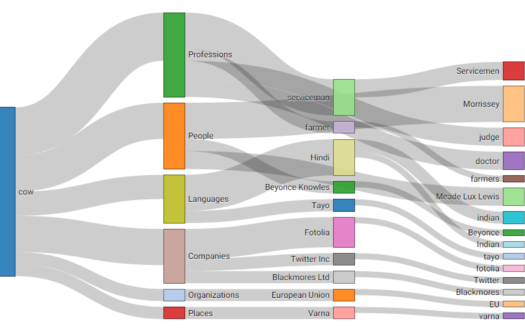 cow
Professions
People
Languages
Companies
Organizations
Places
serviceman
farmer
Hindi
Beyonce Knowles
Tayo
Fotolia
Twitter Inc
Blackmores Ltd
European Union
Varna
Servicemen
Morrissey
judge
doctor
farmers
Meade Lux Lewis
indian
Beyonce
Indian
tayo
fotolia
Twitter
Blackmores
EU
varna